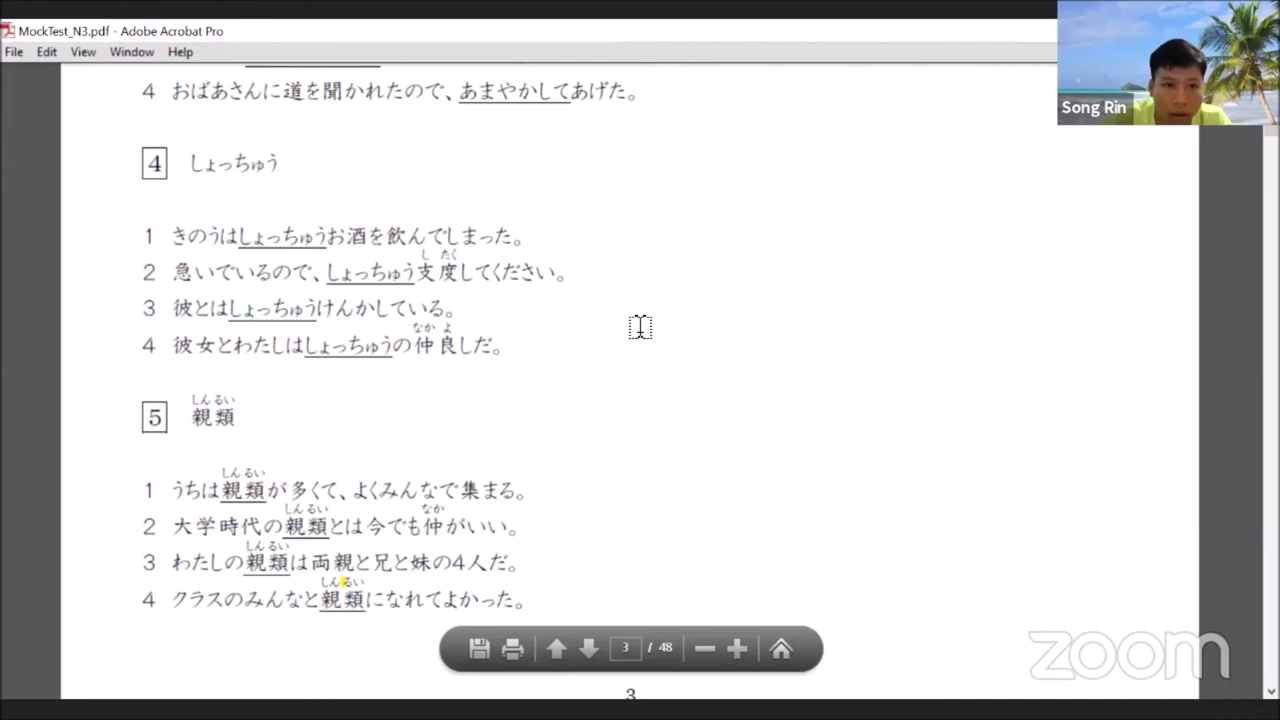 MockTest_N3.pdf - Adobe Acrobat Pro
File Edit View Window Help
Song Rin
4 おばあさんに道を聞かれたので、あまやかしてあげた。
4 しょっちゅう
1 きのうはしょっちゅうお酒を飲んでしまった。
し たく
2 急いでいるので、しょっちゅう支度してください。
3 彼とはしょっちゅうけんかしている。
なか よ
4 彼女とわたしはしょっちゅうの仲良しだ。
しんるい
5 親類
しんるい
1 うちは親類が多くて、よくみんなで集まる。
しんるい なか
2 大学時代の親類とは今でも仲がいい。
しんるい
3 わたしの親類は両親と兄と妹の4人だ。
しんるい
4 クラスのみんなと親類になれてよかった。
3 / 48
zoom
3